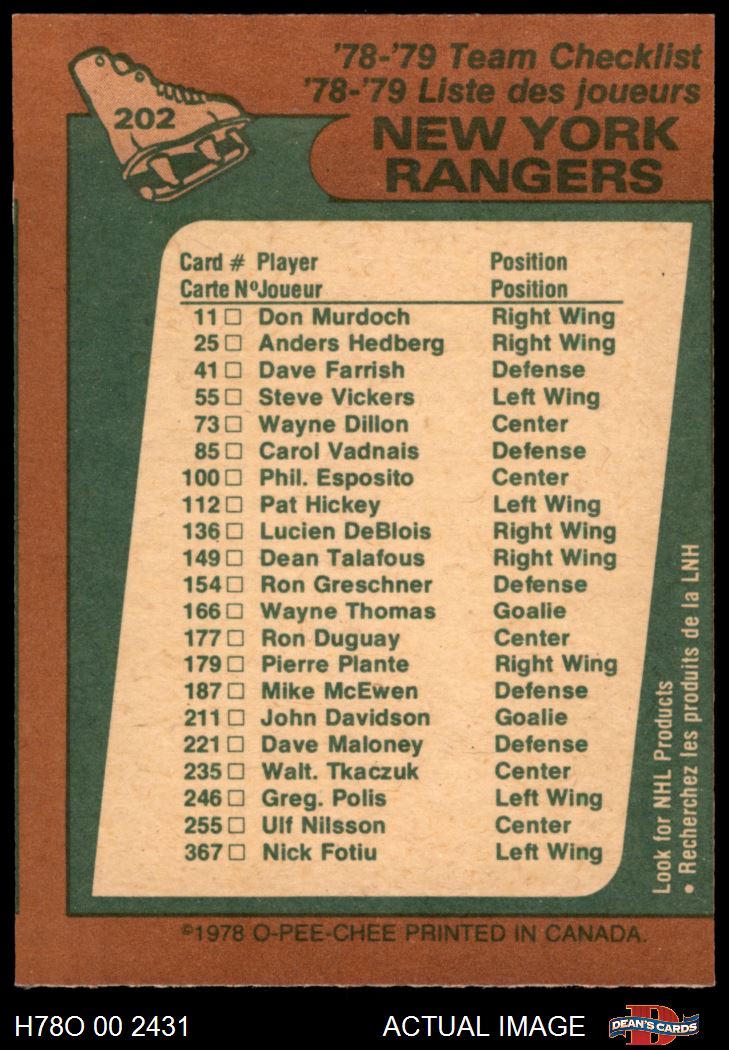 '78-'79 Team Checklist
'78-'79 Liste des joueurs
202
NEW YORK
RANGERS
Card # Player Position
Carte Nº Joueur Position
11 □ Don Murdoch Right Wing
25 □ Anders Hedberg Right Wing
41 □ Dave Farrish Defense
55 □ Steve Vickers Left Wing
73 □ Wayne Dillon Center
85 □ Carol Vadnais Defense
100 □ Phil. Esposito Center
112 □ Pat Hickey Left Wing
136 □ Lucien DeBlois Right Wing
149 □ Dean Talafous Right Wing
154 □ Ron Greschner Defense
166 □ Wayne Thomas Goalie
177 □ Ron Duguay Center
179 □ Pierre Plante Right Wing
187 □ Mike McEwen Defense
211 □ John Davidson Goalie
221 □ Dave Maloney Defense
235 □ Walt. Tkaczuk Center
246 □ Greg. Polis Left Wing
255 □ Ulf Nilsson Center
367 □ Nick Fotiu Left Wing
Look for NHL Products
• Recherchez les produits de la LNH
©1978 O-PEE-CHEE PRINTED IN CANADA.
H78O 00 2431
ACTUAL IMAGE
D
DEAN'S CARDS